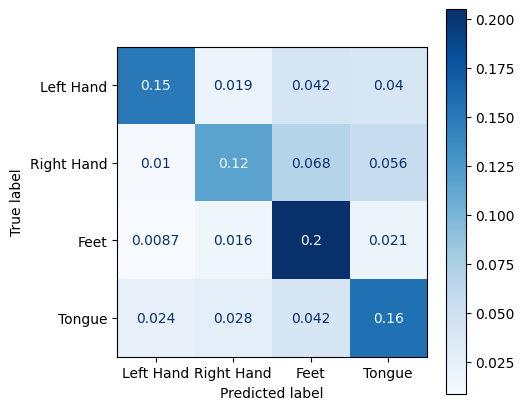 0.200
0.175
0.150
0.125
0.100
0.075
0.050
0.025
True label
Left Hand 0.15 0.019 0.042 0.04
Right Hand 0.01 0.12 0.068 0.056
Feet 0.0087 0.016 0.2 0.021
Tongue 0.024 0.028 0.042 0.16
Left Hand Right Hand Feet Tongue
Predicted label